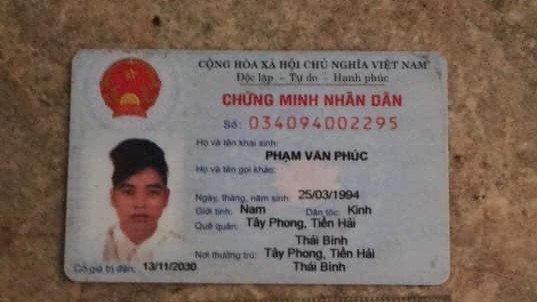 CỘNG HÒA XÃ HỘI CHỦ NGHĨA VIỆT NAM
Độc lập - Tự do - Hạnh phúc
CHỨNG MINH NHÂN DÂN
Số: 034094002295
Họ và tên khai sinh:
PHẠM VĂN PHÚC
Họ và tên gọi khác:
Ngày, tháng, năm sinh: 25/03/1994
Giới tính: Nam Dân tộc: Kinh
Quê quán: Tây Phong, Tiền Hải
Thái Bình
Nơi thường trú: Tây Phong, Tiền Hải
Thái Bình
Có giá trị đến: 13/11/2030